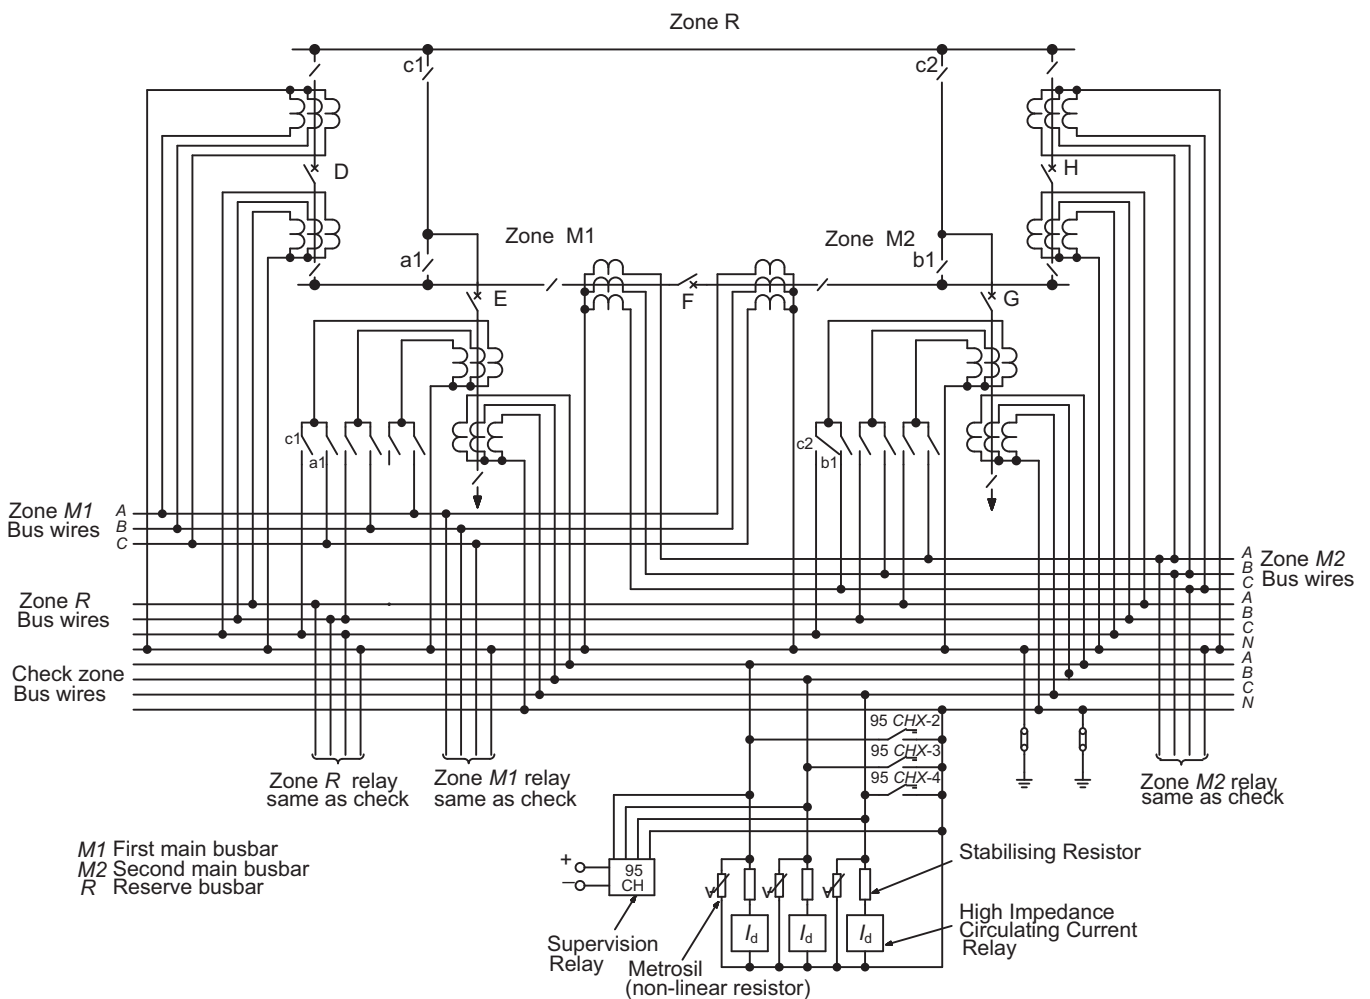 Zone R
c1
c2
D
H
Zone M1
Zone M2
a1
b1
E
F
G
c1
a1
c2
b1
Zone M1
Bus wires
A
B
C
A
B
C
Zone M2
Bus wires
Zone R
Bus wires
A
B
C
N
Check zone
Bus wires
A
B
C
N
95 CHX-2
95 CHX-3
95 CHX-4
Zone R relay
same as check
Zone M1 relay
same as check
Zone M2 relay
same as check
M1 First main busbar
M2 Second main busbar
R Reserve busbar
+
−
95
CH
Stabilising Resistor
Id
Id
Id
High Impedance
Circulating Current
Relay
Supervision
Relay
Metrosil
(non-linear resistor)